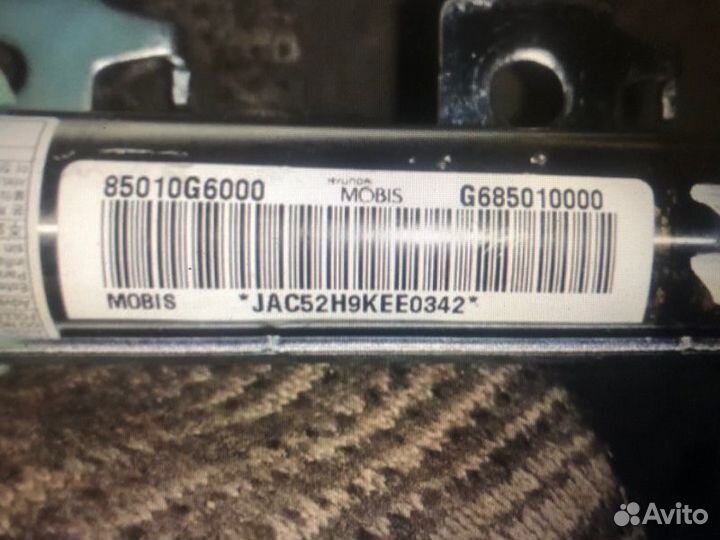 85010G6000
HYUNDAI
MOBIS
G685010000
MOBIS
*JAC52H9KEE0342*
Avito